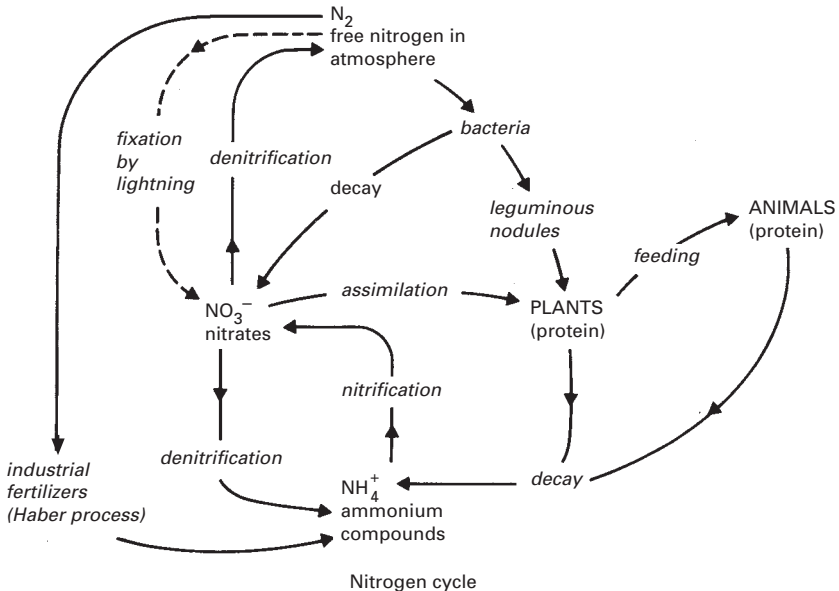 N₂
free nitrogen in
atmosphere
bacteria
fixation
by
lightning
denitrification
decay
leguminous
nodules
ANIMALS
(protein)
feeding
assimilation
NO₃⁻
nitrates
PLANTS
(protein)
nitrification
denitrification
industrial
fertilizers
(Haber process)
NH₄⁺
ammonium
compounds
decay
Nitrogen cycle